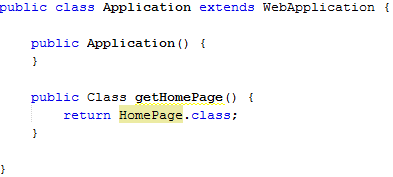 public class Application extends WebApplication {
public Application() {
}
public Class getHomePage() {
return HomePage.class;
}
}